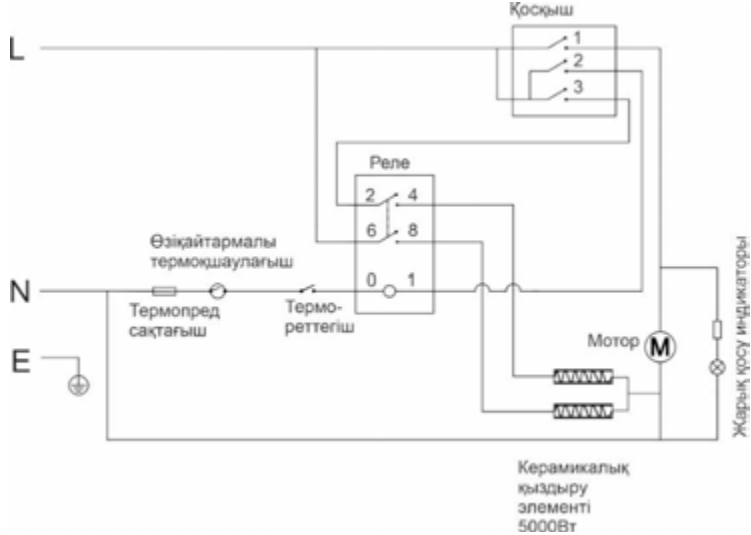 Қосқыш
L
1
2
3
Реле
2 4
6 8
0 1
Өзіқайтармалы
термоқшаулағыш
N
Термопред
сақтағыш
Термо-
реттегіш
E
Мотор
M
Жарық қосу индикаторы
Керамикалық
қыздыру
элементі
5000Вт